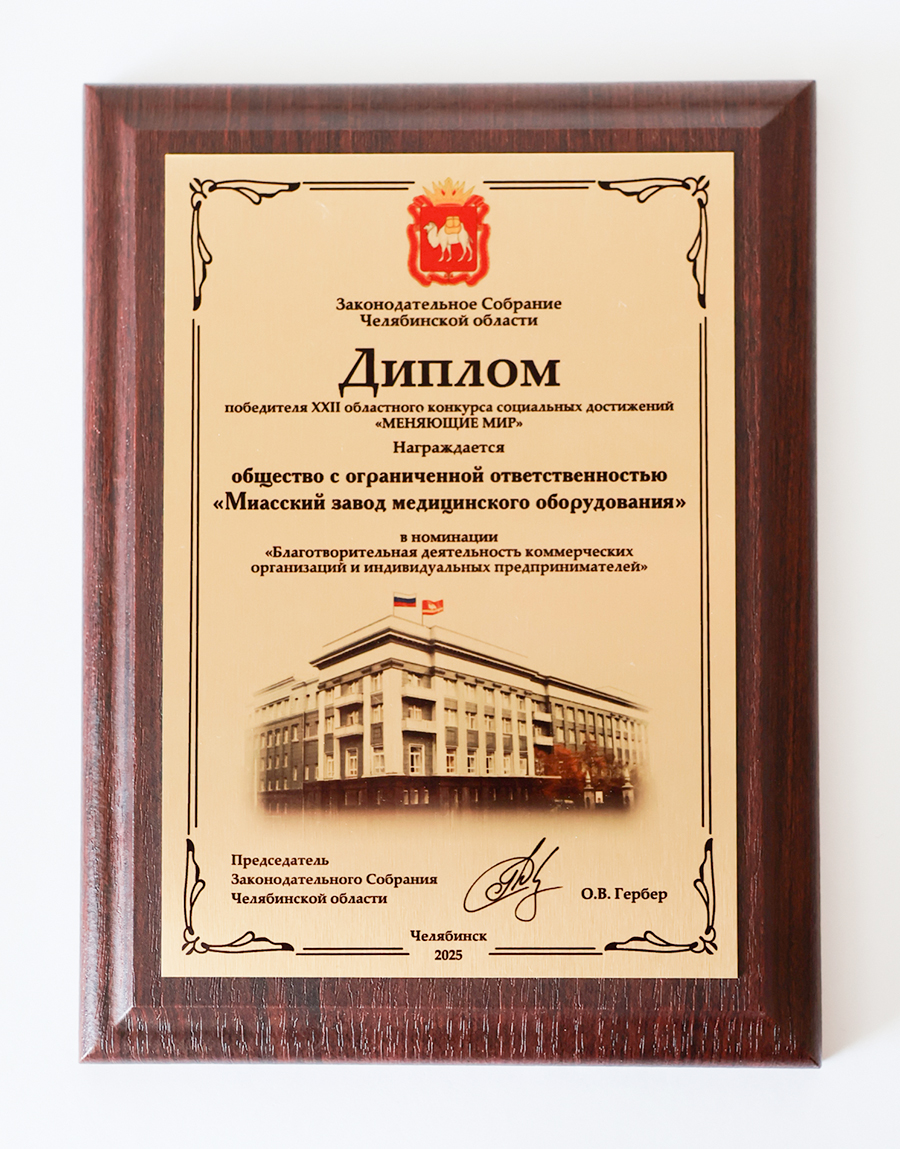 Законодательное Собрание
Челябинской области
Диплом
победителя XXII областного конкурса социальных достижений
«МЕНЯЮЩИЕ МИР»
Награждается
общество с ограниченной ответственностью
«Миасский завод медицинского оборудования»
в номинации
«Благотворительная деятельность коммерческих
организаций и индивидуальных предпринимателей»
Председатель
Законодательного Собрания
Челябинской области
О.В. Гербер
Челябинск
2025